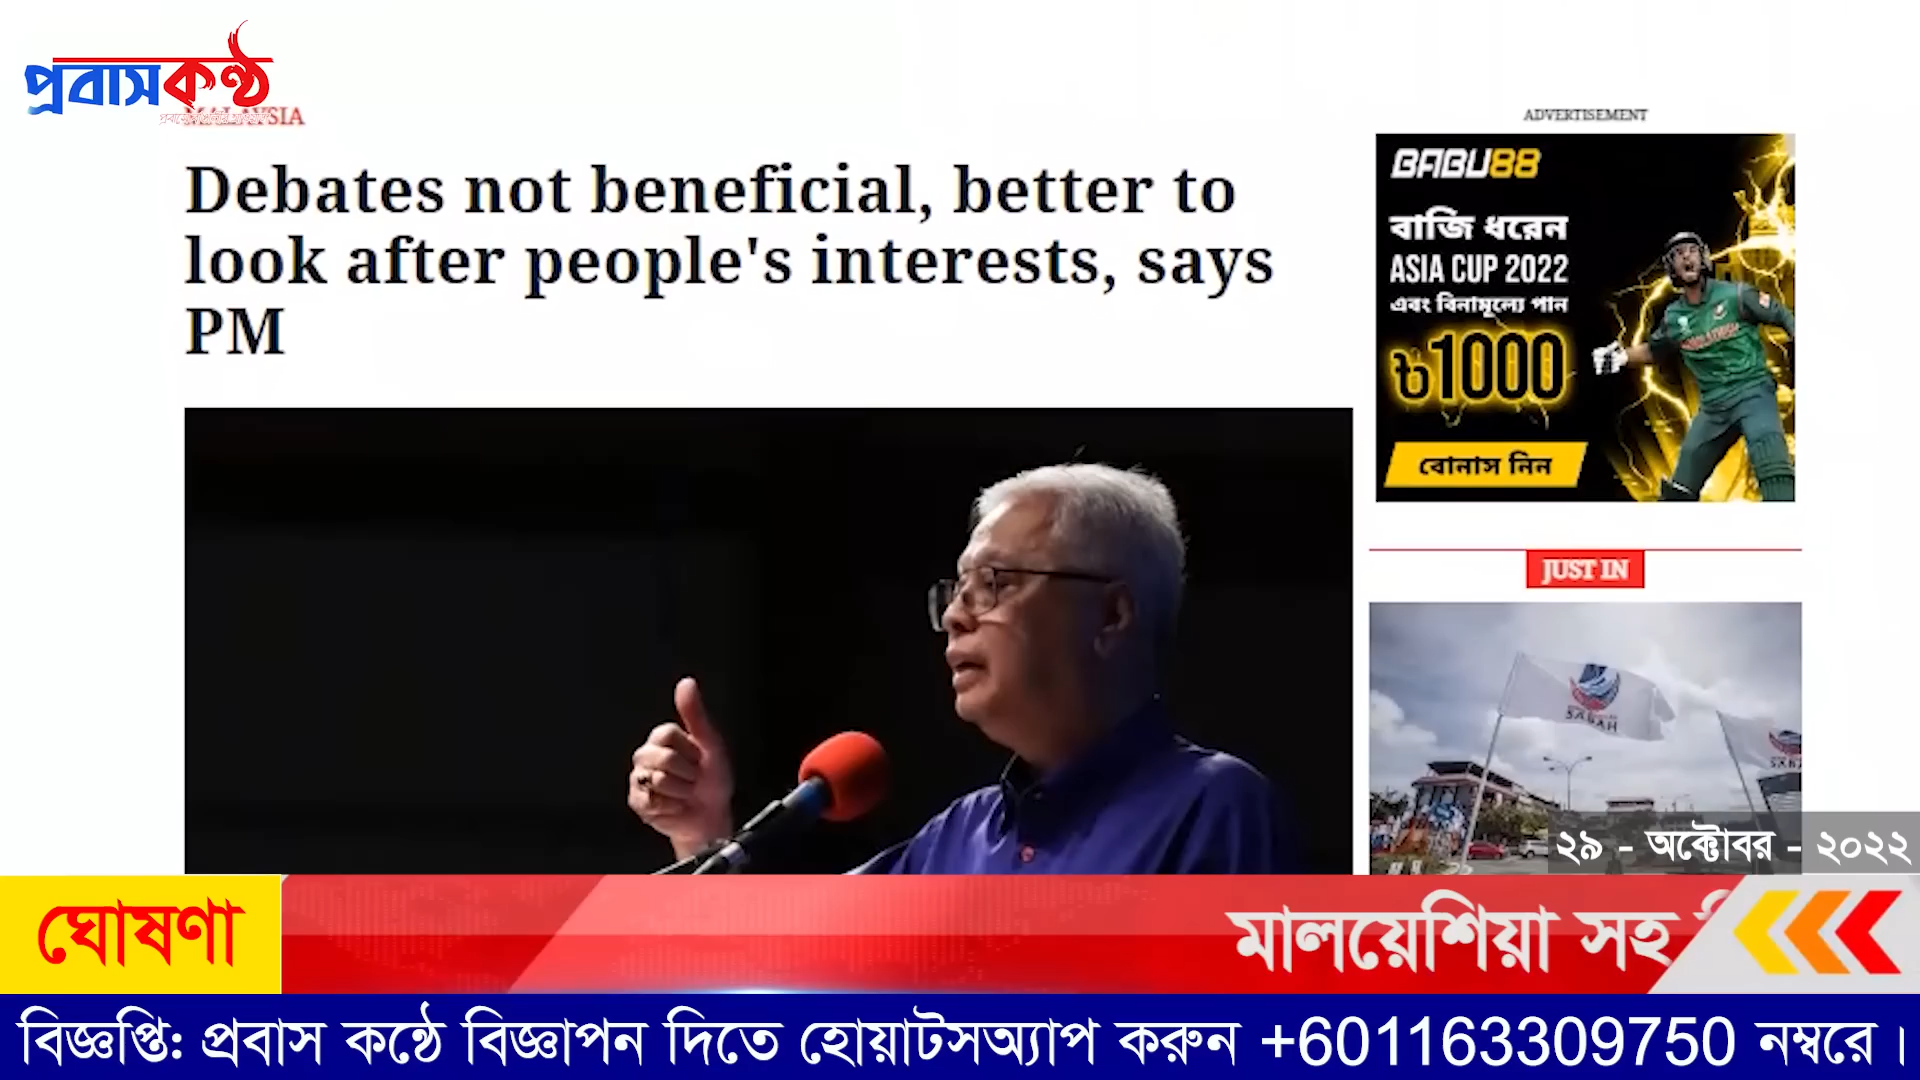 প্রবাসকণ্ঠ
MALAYSIA
Debates not beneficial, better to
look after people's interests, says
PM
ADVERTISEMENT
BABU88
বাজি ধরেন
ASIA CUP 2022
এবং বিনামূল্যে পান
৳1000
বোনাস নিন
JUST IN
SABAH
২৯ - অক্টোবর - ২০২২
ঘোষণা
মালয়েশিয়া সহ
বিজ্ঞপ্তি: প্রবাস কন্ঠে বিজ্ঞাপন দিতে হোয়াটসঅ্যাপ করুন +601163309750 নম্বরে।